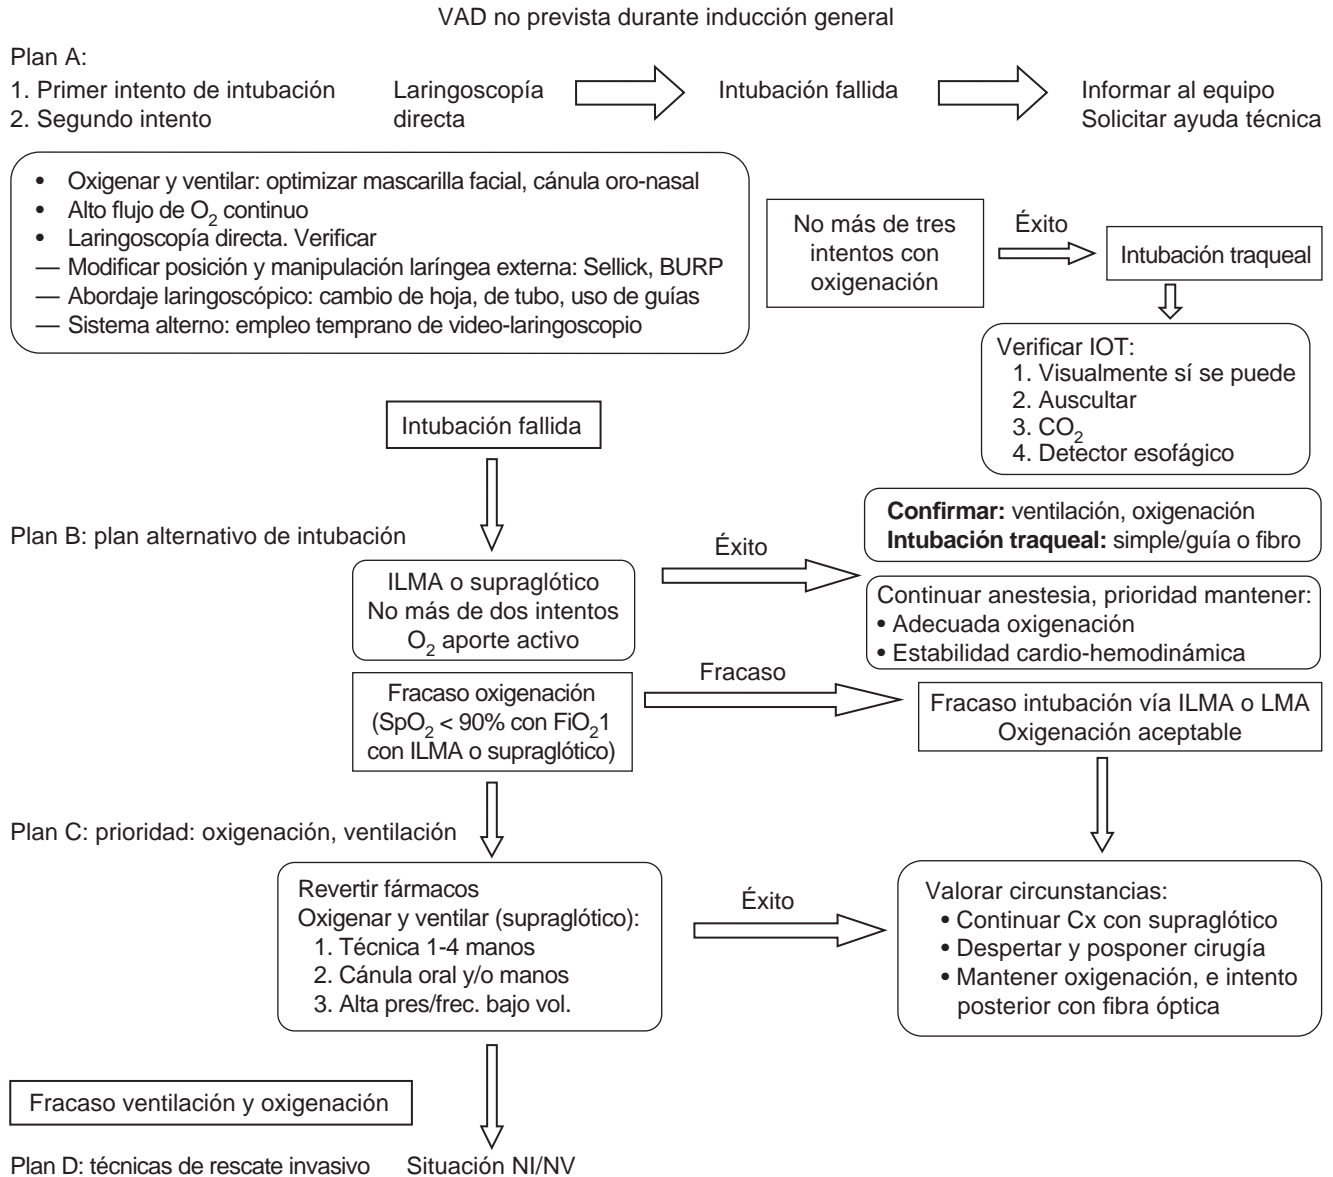 VAD no prevista durante inducción general
Plan A:
1. Primer intento de intubación
2. Segundo intento
Laringoscopía
directa
Intubación fallida
Informar al equipo
Solicitar ayuda técnica
• Oxigenar y ventilar: optimizar mascarilla facial, cánula oro-nasal
• Alto flujo de O₂ continuo
• Laringoscopía directa. Verificar
— Modificar posición y manipulación laríngea externa: Sellick, BURP
— Abordaje laringoscópico: cambio de hoja, de tubo, uso de guías
— Sistema alterno: empleo temprano de video-laringoscopio
No más de tres
intentos con
oxigenación
Éxito
Intubación traqueal
Verificar IOT:
1. Visualmente sí se puede
2. Auscultar
3. CO₂
4. Detector esofágico
Intubación fallida
Plan B: plan alternativo de intubación
ILMA o supraglótico
No más de dos intentos
O₂ aporte activo
Éxito
Confirmar: ventilación, oxigenación
Intubación traqueal: simple/guía o fibro
Continuar anestesia, prioridad mantener:
• Adecuada oxigenación
• Estabilidad cardio-hemodinámica
Fracaso oxigenación
(SpO₂ < 90% con FiO₂1
con ILMA o supraglótico)
Fracaso
Fracaso intubación vía ILMA o LMA
Oxigenación aceptable
Plan C: prioridad: oxigenación, ventilación
Revertir fármacos
Oxigenar y ventilar (supraglótico):
1. Técnica 1-4 manos
2. Cánula oral y/o manos
3. Alta pres/frec. bajo vol.
Éxito
Valorar circunstancias:
• Continuar Cx con supraglótico
• Despertar y posponer cirugía
• Mantener oxigenación, e intento
posterior con fibra óptica
Fracaso ventilación y oxigenación
Plan D: técnicas de rescate invasivo
Situación NI/NV